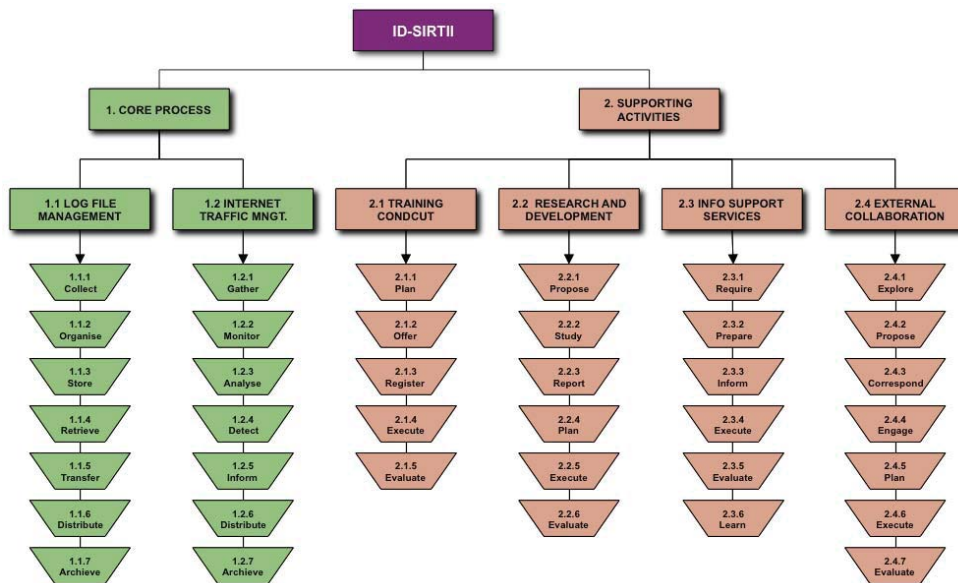 ID-SIRTII
1. CORE PROCESS
2. SUPPORTING
ACTIVITIES
1.1 LOG FILE
MANAGEMENT
1.2 INTERNET
TRAFFIC MNGT.
2.1 TRAINING
CONDCUT
2.2 RESEARCH AND
DEVELOPMENT
2.3 INFO SUPPORT
SERVICES
2.4 EXTERNAL
COLLABORATION
1.1.1
Collect
1.1.2
Organise
1.1.3
Store
1.1.4
Retrieve
1.1.5
Transfer
1.1.6
Distribute
1.1.7
Archieve
1.2.1
Gather
1.2.2
Monitor
1.2.3
Analyse
1.2.4
Detect
1.2.5
Inform
1.2.6
Distribute
1.2.7
Archieve
2.1.1
Plan
2.1.2
Offer
2.1.3
Register
2.1.4
Execute
2.1.5
Evaluate
2.2.1
Propose
2.2.2
Study
2.2.3
Report
2.2.4
Plan
2.2.5
Execute
2.2.6
Evaluate
2.3.1
Require
2.3.2
Prepare
2.3.3
Inform
2.3.4
Execute
2.3.5
Evaluate
2.3.6
Learn
2.4.1
Explore
2.4.2
Propose
2.4.3
Correspond
2.4.4
Engage
2.4.5
Plan
2.4.6
Execute
2.4.7
Evaluate